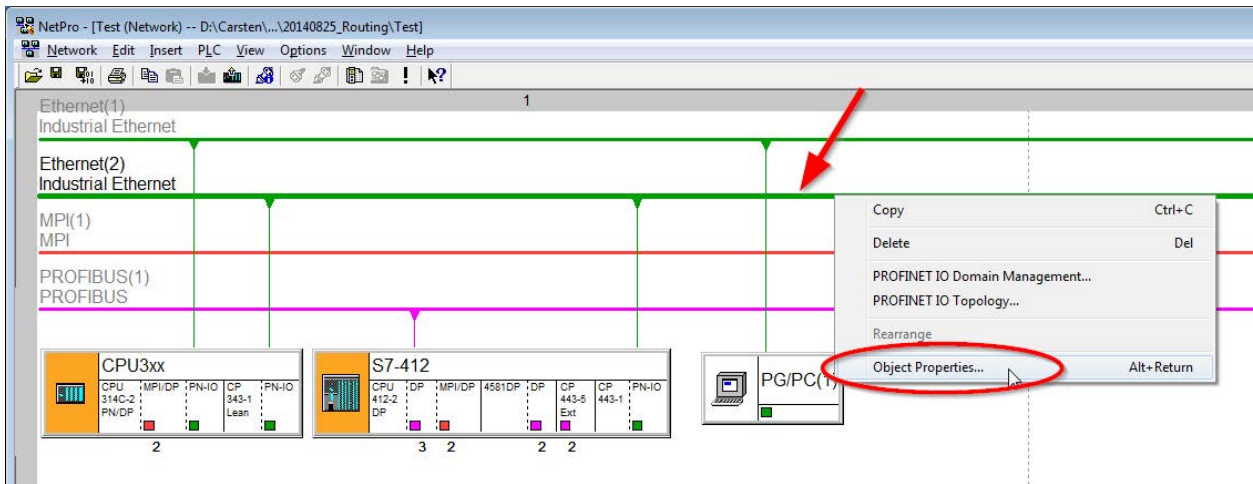 NetPro - [Test (Network) -- D:\Carsten\...\20140825_Routing\Test]
Network Edit Insert PLC View Options Window Help
1
Ethernet(1)
Industrial Ethernet
Ethernet(2)
Industrial Ethernet
MPI(1)
MPI
PROFIBUS(1)
PROFIBUS
Copy Ctrl+C
Delete Del
PROFINET IO Domain Management...
PROFINET IO Topology...
Rearrange
Object Properties... Alt+Return
CPU3xx
CPU 314C-2 PN/DP
MPI/DP
PN-IO
CP 343-1 Lean
PN-IO
2
S7-412
CPU 412-2 DP
DP
MPI/DP
4581DP
DP
CP 443-5 Ext
CP 443-1
PN-IO
3 2 2 2
PG/PC(1)